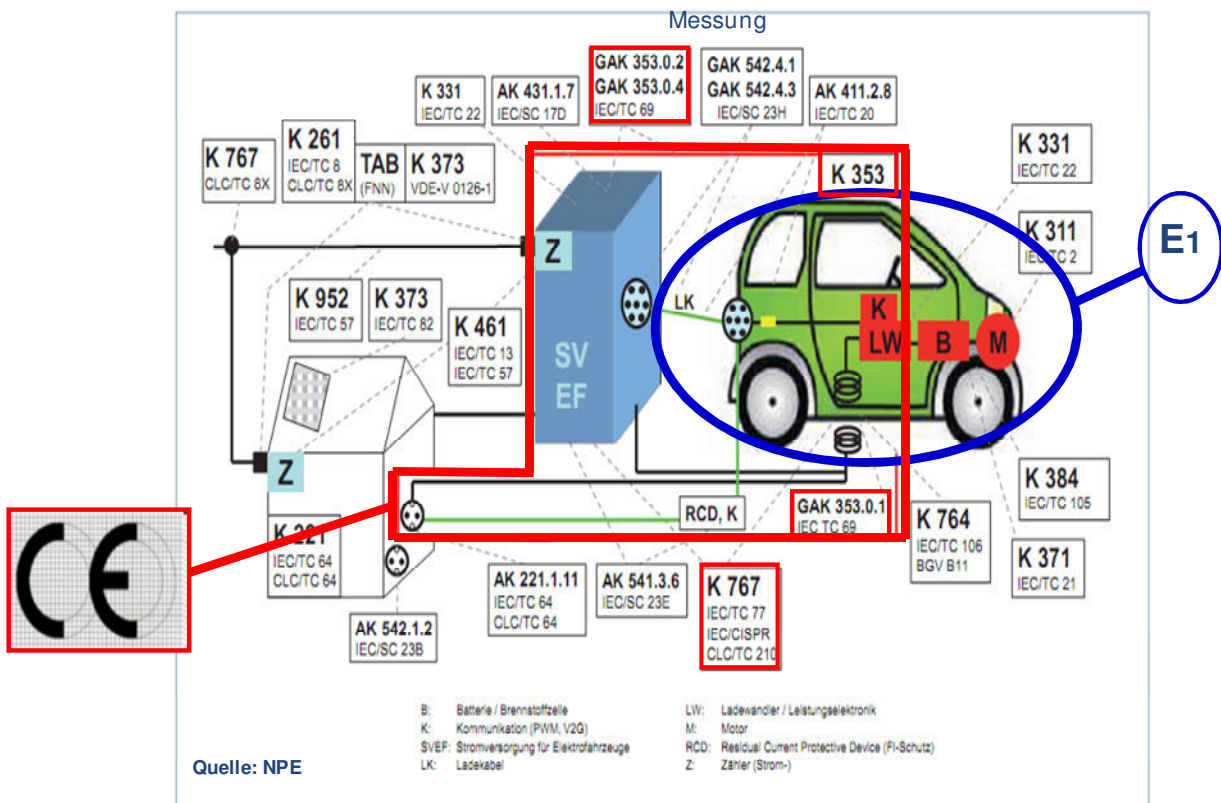 Messung
GAK 353.0.2
GAK 353.0.4
IEC/TC 69
GAK 542.4.1
GAK 542.4.3
IEC/SC 23H
K 331
IEC/TC 22
AK 431.1.7
IEC/SC 17D
AK 411.2.8
IEC/TC 20
K 767
CLC/TC 8X
K 261
IEC/TC 8
CLC/TC 8X
TAB
(FNN)
K 373
VDE-V 0126-1
K 353
K 331
IEC/TC 22
K 311
IEC/TC 2
E1
Z
K 952
IEC/TC 57
K 373
IEC/TC 82
K 461
IEC/TC 13
IEC/TC 57
LK
K
LW
B
M
SV
EF
Z
K 221
IEC/TC 64
CLC/TC 64
RCD, K
GAK 353.0.1
IEC TC 69
K 384
IEC/TC 105
K 764
IEC/TC 106
BGV B11
K 371
IEC/TC 21
CE
AK 542.1.2
IEC/SC 23B
AK 221.1.11
IEC/TC 64
CLC/TC 64
AK 541.3.6
IEC/SC 23E
K 767
IEC/TC 77
IEC/CISPR
CLC/TC 210
B: Batterie / Brennstoffzelle
K: Kommunikation (PWM, V2G)
SVEF: Stromversorgung für Elektrofahrzeuge
LK: Ladekabel
LW: Ladewandler / Leistungselektronik
M: Motor
RCD: Residual Current Protective Device (FI-Schutz)
Z: Zähler (Strom-)
Quelle: NPE